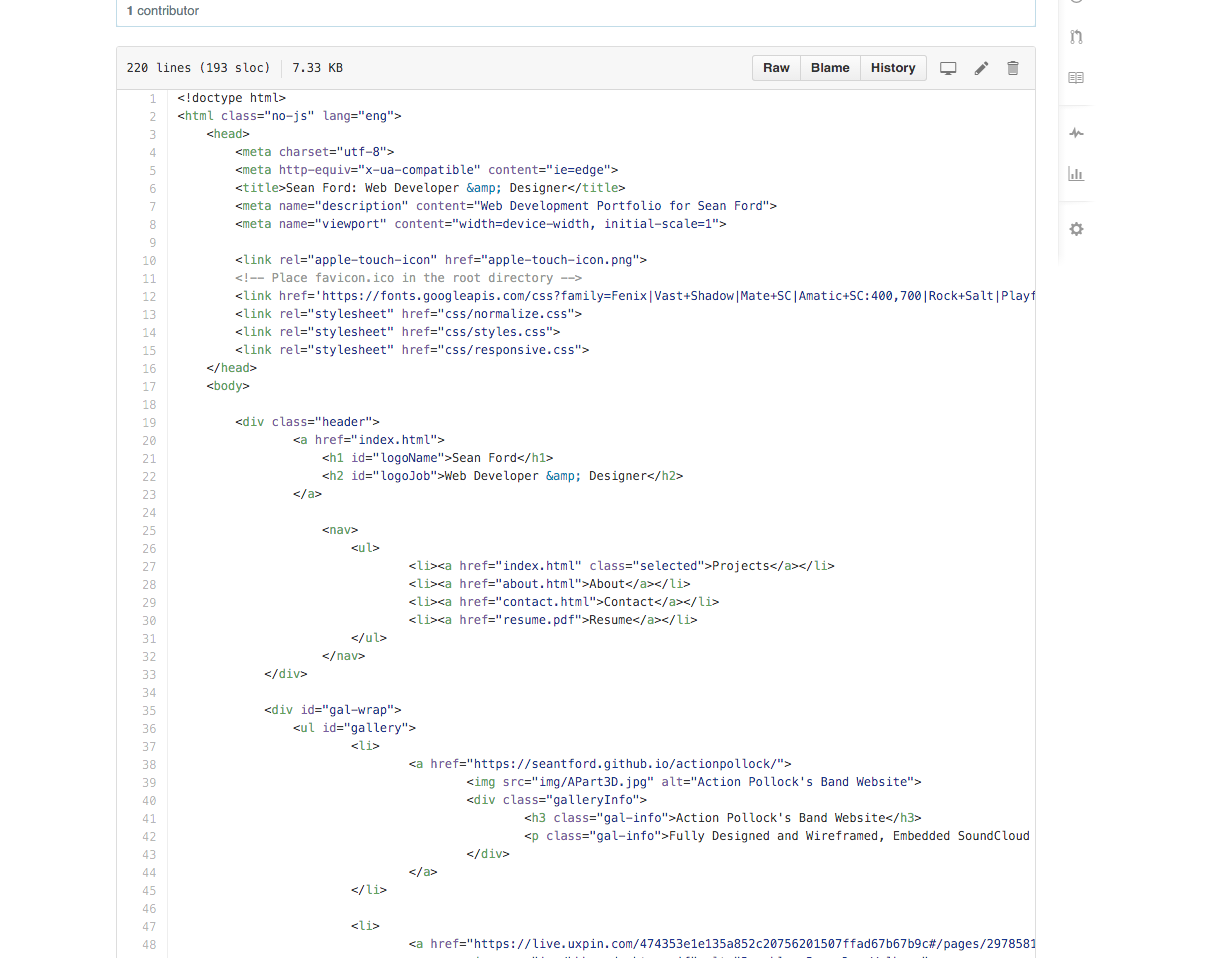 1 contributor
220 lines (193 sloc) 7.33 KB Raw Blame History
1 <!doctype html>
2 <html class="no-js" lang="eng">
3 <head>
4 <meta charset="utf-8">
5 <meta http-equiv="x-ua-compatible" content="ie=edge">
6 <title>Sean Ford: Web Developer &amp; Designer</title>
7 <meta name="description" content="Web Development Portfolio for Sean Ford">
8 <meta name="viewport" content="width=device-width, initial-scale=1">
9
10 <link rel="apple-touch-icon" href="apple-touch-icon.png">
11 <!-- Place favicon.ico in the root directory -->
12 <link href='https://fonts.googleapis.com/css?family=Fenix|Vast+Shadow|Mate+SC|Amatic+SC:400,700|Rock+Salt|Playf
13 <link rel="stylesheet" href="css/normalize.css">
14 <link rel="stylesheet" href="css/styles.css">
15 <link rel="stylesheet" href="css/responsive.css">
16 </head>
17 <body>
18
19 <div class="header">
20 <a href="index.html">
21 <h1 id="logoName">Sean Ford</h1>
22 <h2 id="logoJob">Web Developer &amp; Designer</h2>
23 </a>
24
25 <nav>
26 <ul>
27 <li><a href="index.html" class="selected">Projects</a></li>
28 <li><a href="about.html">About</a></li>
29 <li><a href="contact.html">Contact</a></li>
30 <li><a href="resume.pdf">Resume</a></li>
31 </ul>
32 </nav>
33 </div>
34
35 <div id="gal-wrap">
36 <ul id="gallery">
37 <li>
38 <a href="https://seantford.github.io/actionpollock/">
39 <img src="img/APart3D.jpg" alt="Action Pollock's Band Website">
40 <div class="galleryInfo">
41 <h3 class="gal-info">Action Pollock's Band Website</h3>
42 <p class="gal-info">Fully Designed and Wireframed, Embedded SoundCloud
43 </div>
44 </a>
45 </li>
46
47 <li>
48 <a href="https://live.uxpin.com/474353e1e135a852c20756201507ffad67b67b9c#/pages/2978581